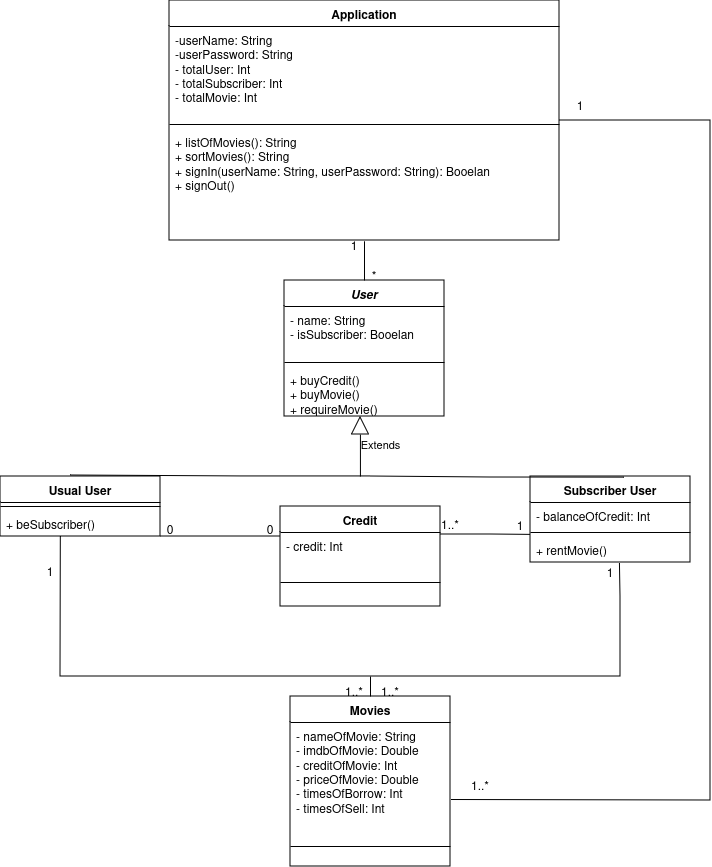 Application
-userName: String
-userPassword: String
- totalUser: Int
- totalSubscriber: Int
- totalMovie: Int
1
+ listOfMovies(): String
+ sortMovies(): String
+ signIn(userName: String, userPassword: String): Booelan
+ signOut()
1
*
User
- name: String
- isSubscriber: Booelan
+ buyCredit()
+ buyMovie()
+ requireMovie()
Extends
Usual User
+ beSubscriber()
0
0
Credit
- credit: Int
1..*
1
Subscriber User
- balanceOfCredit: Int
+ rentMovie()
1
1
1..*
1..*
Movies
- nameOfMovie: String
- imdbOfMovie: Double
- creditOfMovie: Int
- priceOfMovie: Double
- timesOfBorrow: Int
- timesOfSell: Int
1..*